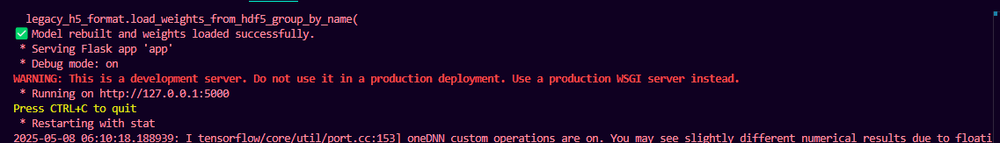 legacy_h5_format.load_weights_from_hdf5_group_by_name(
✅ Model rebuilt and weights loaded successfully.
* Serving Flask app 'app'
* Debug mode: on
WARNING: This is a development server. Do not use it in a production deployment. Use a production WSGI server instead.
* Running on http://127.0.0.1:5000
Press CTRL+C to quit
* Restarting with stat
2025-05-08 06:10:18.188939: I tensorflow/core/util/port.cc:153] oneDNN custom operations are on. You may see slightly different numerical results due to floati